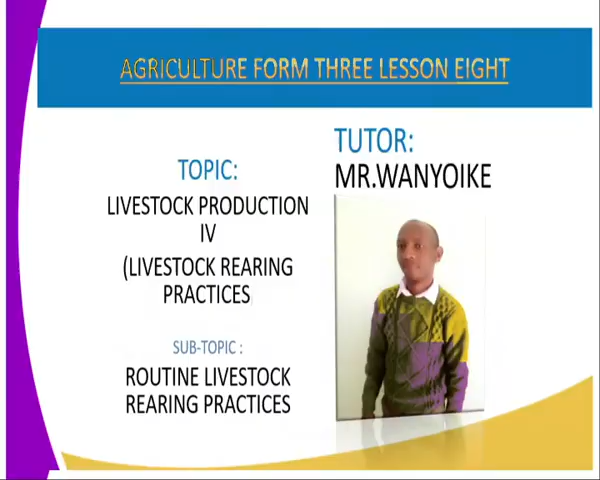 AGRICULTURE FORM THREE LESSON EIGHT
TOPIC:
LIVESTOCK PRODUCTION
IV
(LIVESTOCK REARING
PRACTICES
SUB-TOPIC :
ROUTINE LIVESTOCK
REARING PRACTICES
TUTOR:
MR.WANYOIKE